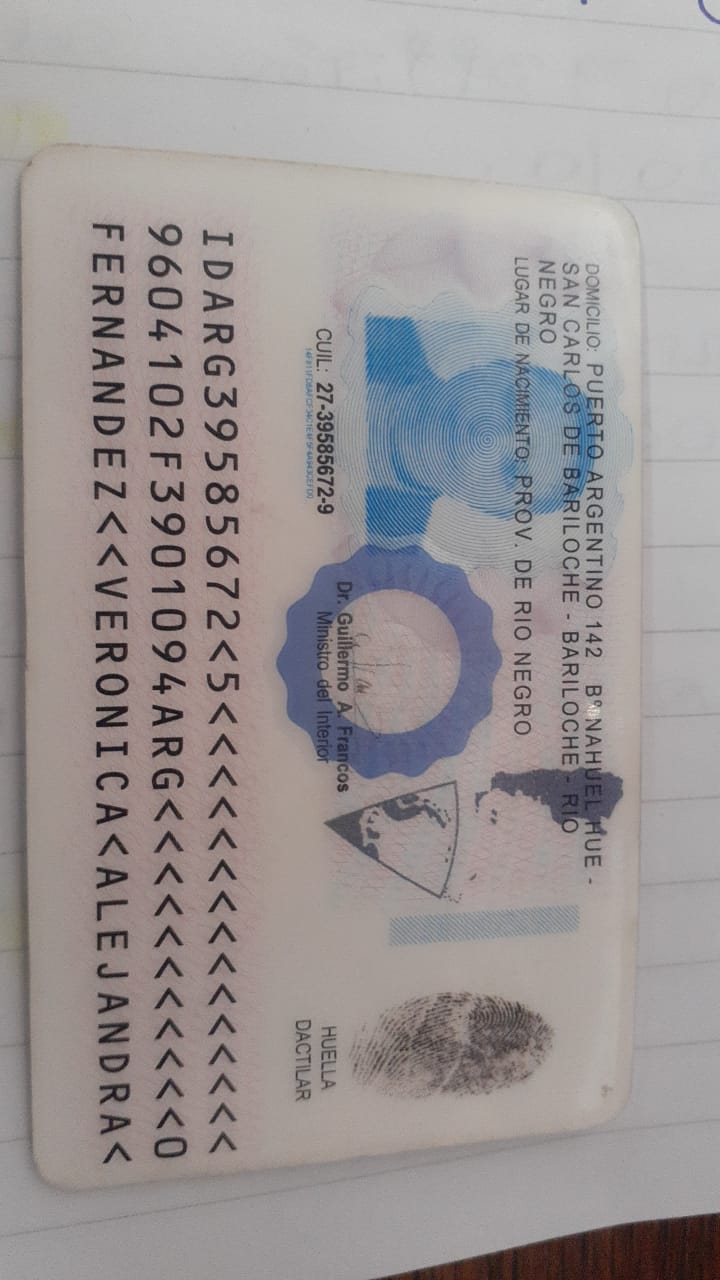 DOMICILIO: PUERTO ARGENTINO 142 Bº NAHUEL HUE -
SAN CARLOS DE BARILOCHE - BARILOCHE - RIO
NEGRO
LUGAR DE NACIMIENTO: PROV. DE RIO NEGRO
CUIL: 27-39585672-9
Dr. Guillermo A. Francos
Ministro del Interior
HUELLA
DACTILAR
IDARG39585672<5<<<<<<<<<<<<<<<
9604102F3901094ARG<<<<<<<<<<<0
FERNANDEZ<<VERONICA<ALEJANDRA<